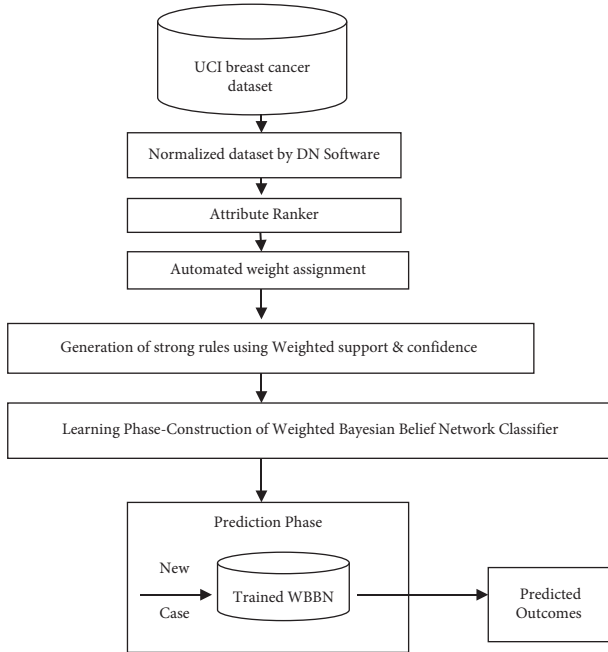 UCI breast cancer
dataset
Normalized dataset by DN Software
Attribute Ranker
Automated weight assignment
Generation of strong rules using Weighted support & confidence
Learning Phase-Construction of Weighted Bayesian Belief Network Classifier
Prediction Phase
New
Case
Trained WBBN
Predicted
Outcomes